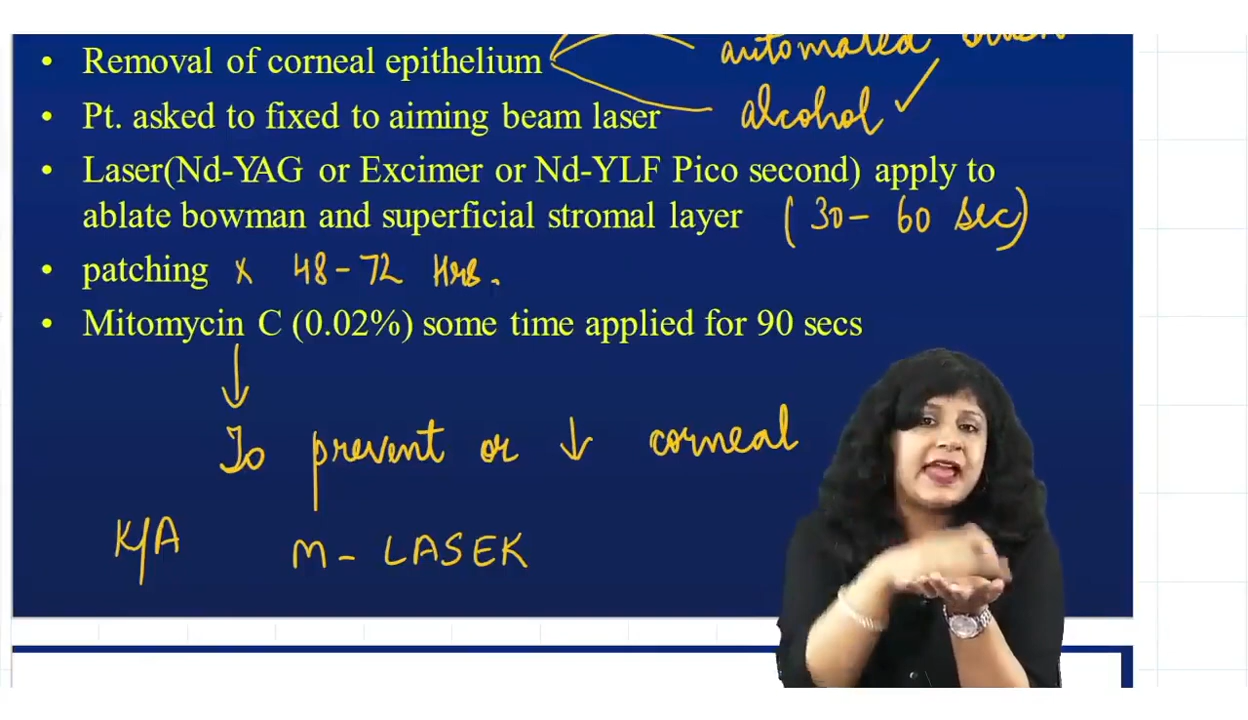 automated
• Removal of corneal epithelium
• Pt. asked to fixed to aiming beam laser
alcohol ✓
• Laser(Nd-YAG or Excimer or Nd-YLF Pico second) apply to
ablate bowman and superficial stromal layer (30 - 60 sec)
• patching x 48-72 Hrs.
• Mitomycin C (0.02%) some time applied for 90 secs
↓
To prevent or ↓ corneal
K/A M - LASEK